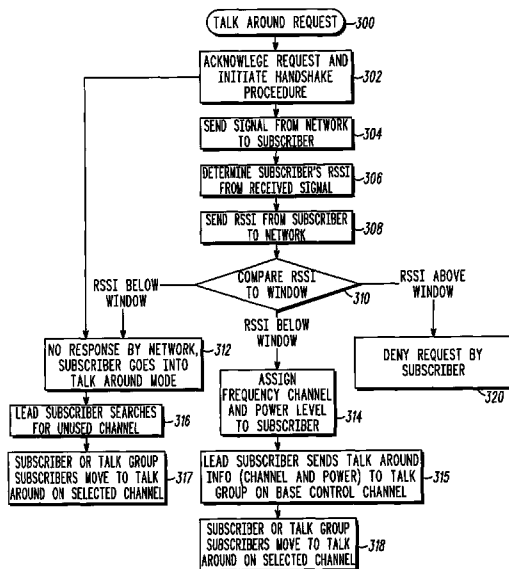 TALK AROUND REQUEST
300
ACKNOWLEGE REQUEST AND
INITIATE HANDSHAKE
PROCEEDURE
302
SEND SIGNAL FROM NETWORK
TO SUBSCRIBER
304
DETERMINE SUBSCRIBER'S RSSI
FROM RECEIVED SIGNAL
306
SEND RSSI FROM SUBSCRIBER
TO NETWORK
308
COMPARE RSSI
TO WINDOW
310
RSSI BELOW
WINDOW
RSSI BELOW
WINDOW
RSSI ABOVE
WINDOW
NO RESPONSE BY NETWORK,
SUBSCRIBER GOES INTO
TALK AROUND MODE
312
ASSIGN
FREQUENCY CHANNEL
AND POWER LEVEL
TO SUBSCRIBER
314
DENY REQUEST BY
SUBSCRIBER
320
LEAD SUBSCRIBER SEARCHES
FOR UNUSED CHANNEL
316
LEAD SUBSCRIBER SENDS TALK AROUND
INFO (CHANNEL AND POWER) TO TALK
GROUP ON BASE CONTROL CHANNEL
315
SUBSCRIBER OR TALK GROUP
SUBSCRIBERS MOVE TO TALK
AROUND ON SELECTED CHANNEL
317
SUBSCRIBER OR TALK GROUP
SUBSCRIBERS MOVE TO TALK
AROUND ON SELECTED CHANNEL
318